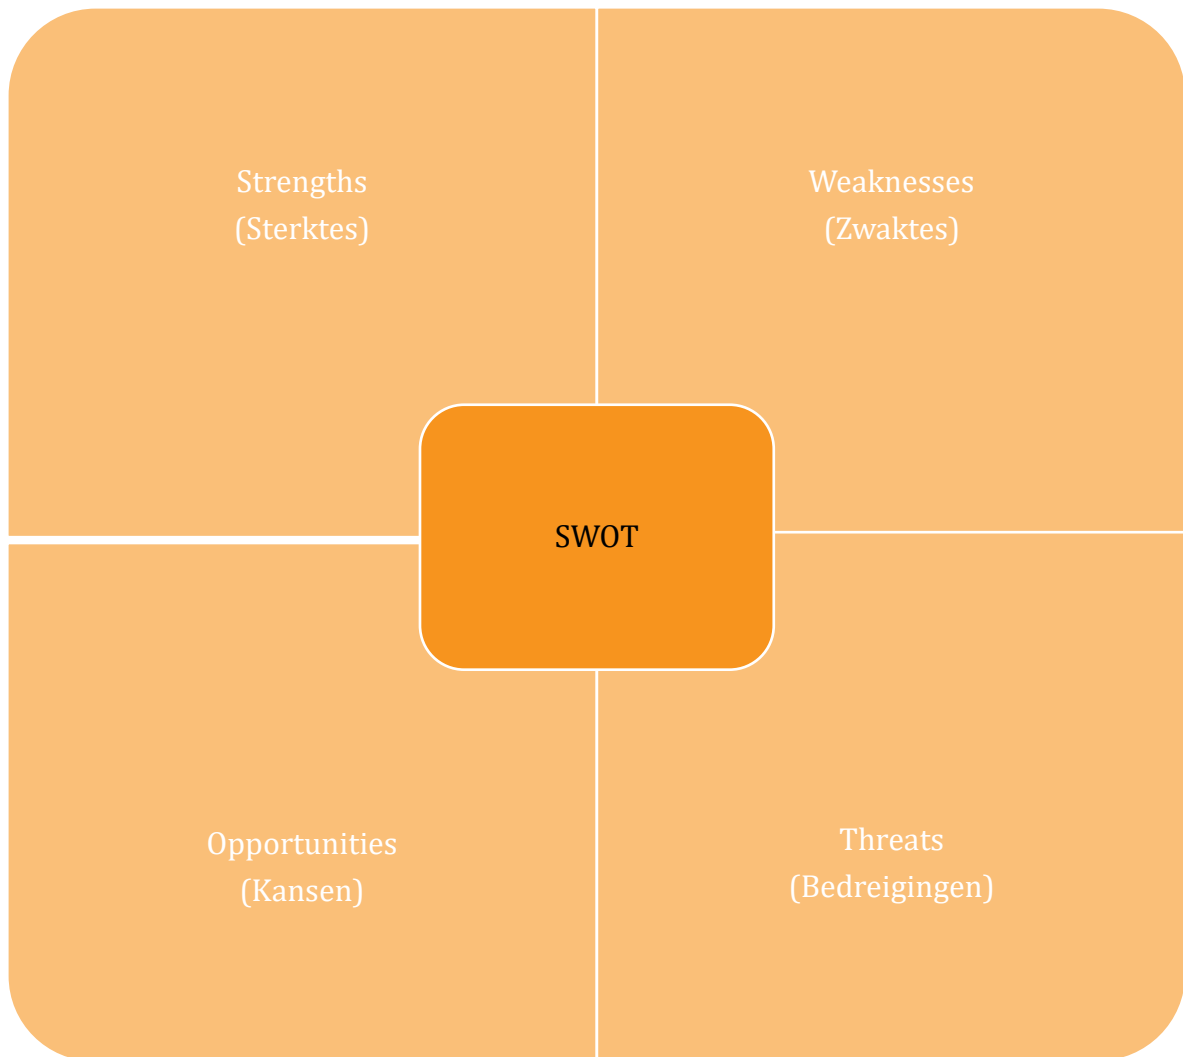 Strengths
(Sterktes)
Weaknesses
(Zwaktes)
SWOT
Opportunities
(Kansen)
Threats
(Bedreigingen)